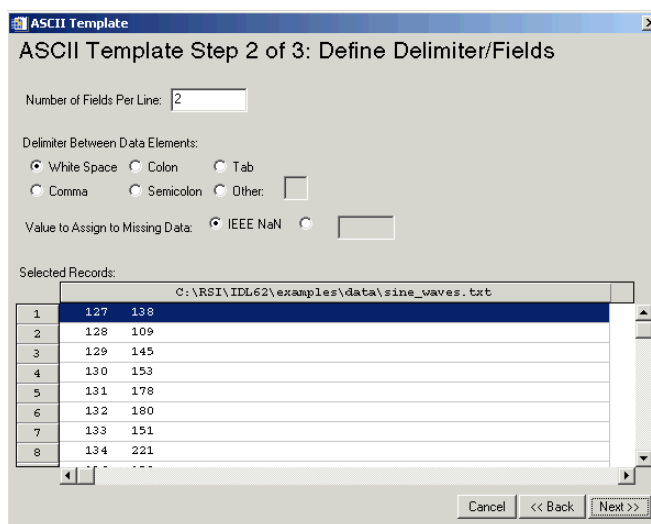 ASCII Template
ASCII Template Step 2 of 3: Define Delimiter/Fields
Number of Fields Per Line: 2
Delimiter Between Data Elements:
White Space Colon Tab
Comma Semicolon Other:
Value to Assign to Missing Data: IEEE NaN
Selected Records:
C:\RSI\IDL62\examples\data\sine_waves.txt
1 127 138
2 128 109
3 129 145
4 130 153
5 131 178
6 132 180
7 133 151
8 134 221
Cancel << Back Next >>